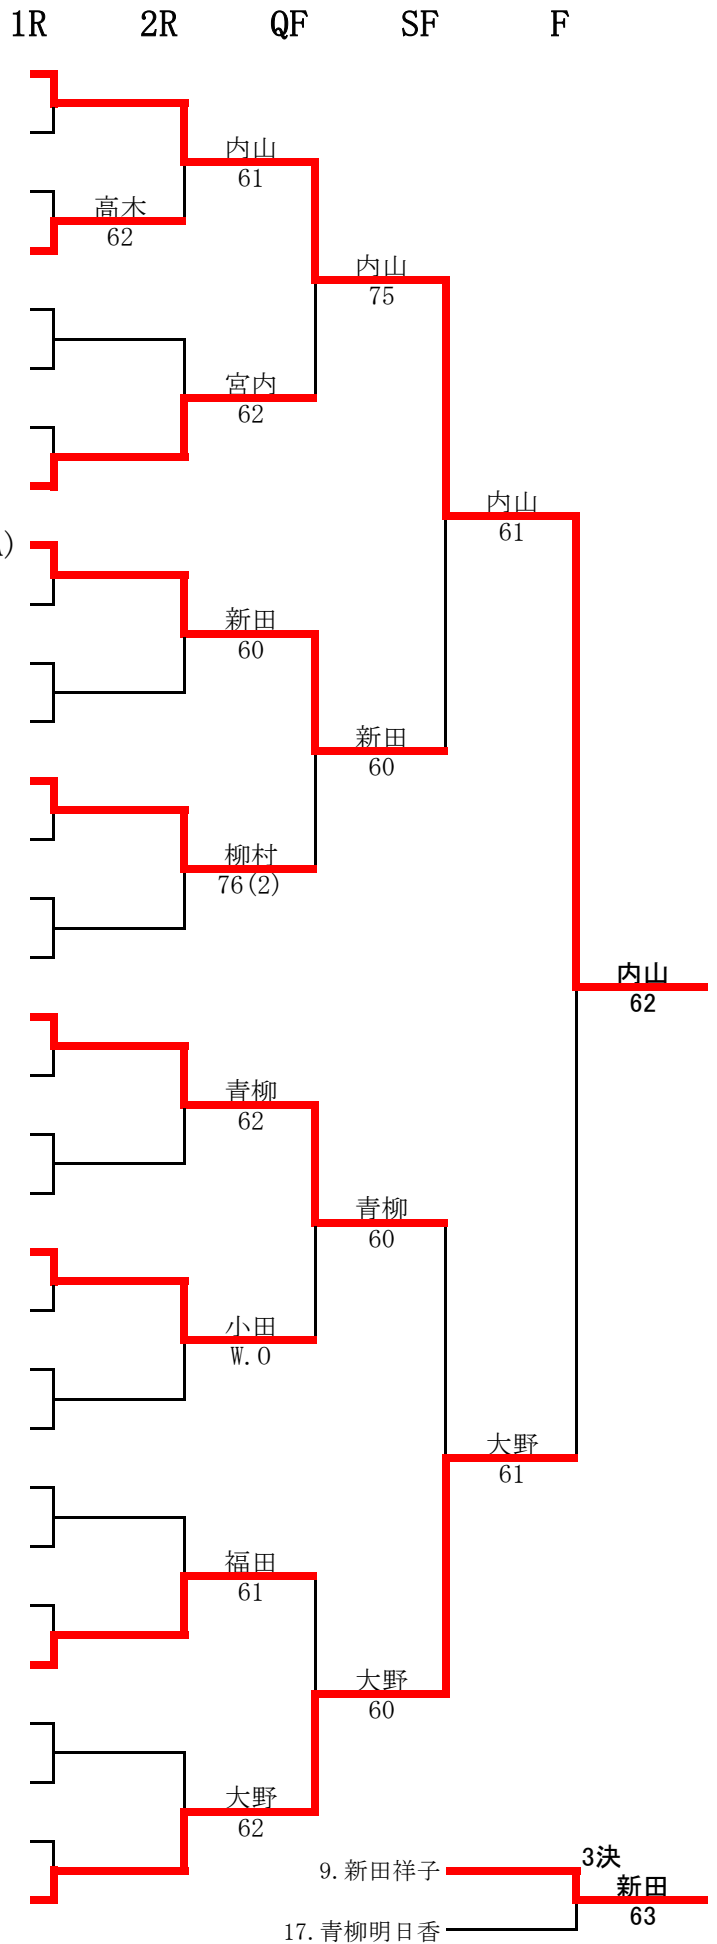 1R 2R QF SF F
内山
61
高木
62
内山
75
宮内
62
内山
61
)
新田
60
新田
60
柳村
76(2)
内山
62
青柳
62
青柳
60
小田
W.O
大野
61
福田
61
大野
60
大野
62
3決
9.新田祥子
新田
63
17.青柳明日香